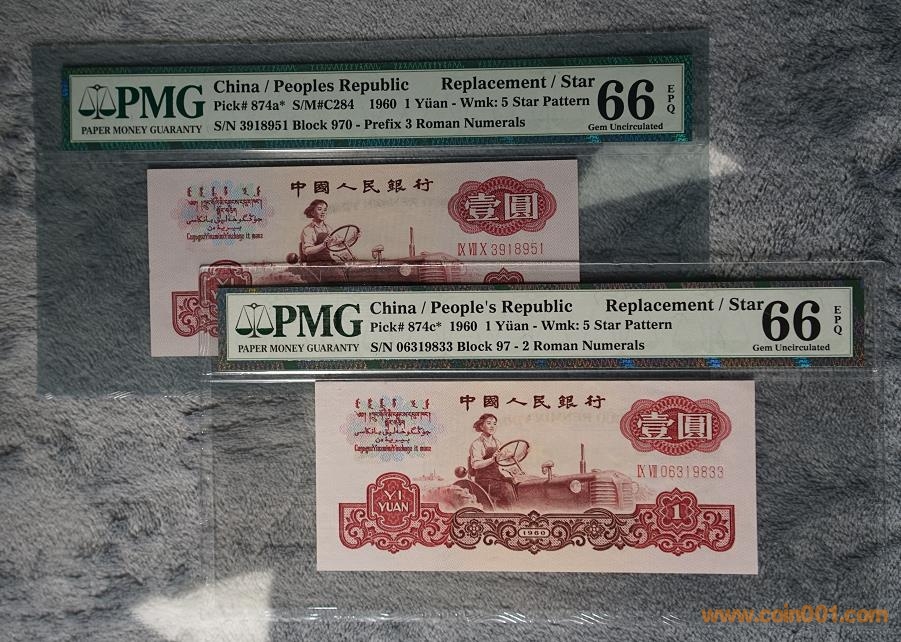 PMG
PAPER MONEY GUARANTY
China / Peoples Republic Replacement / Star
Pick# 874a* S/M#C284 1960 1 Yüan - Wmk: 5 Star Pattern
S/N 3918951 Block 970 - Prefix 3 Roman Numerals
66
EPQ
Gem Uncirculated
中國人民銀行
壹圓
IX VII X 3918951
PMG
PAPER MONEY GUARANTY
China / People's Republic Replacement / Star
Pick# 874c* 1960 1 Yüan - Wmk: 5 Star Pattern
S/N 06319833 Block 97 - 2 Roman Numerals
66
EPQ
Gem Uncirculated
中國人民銀行
壹圓
IX VII 06319833
YI
YUAN
1960
1
www.coin001.com